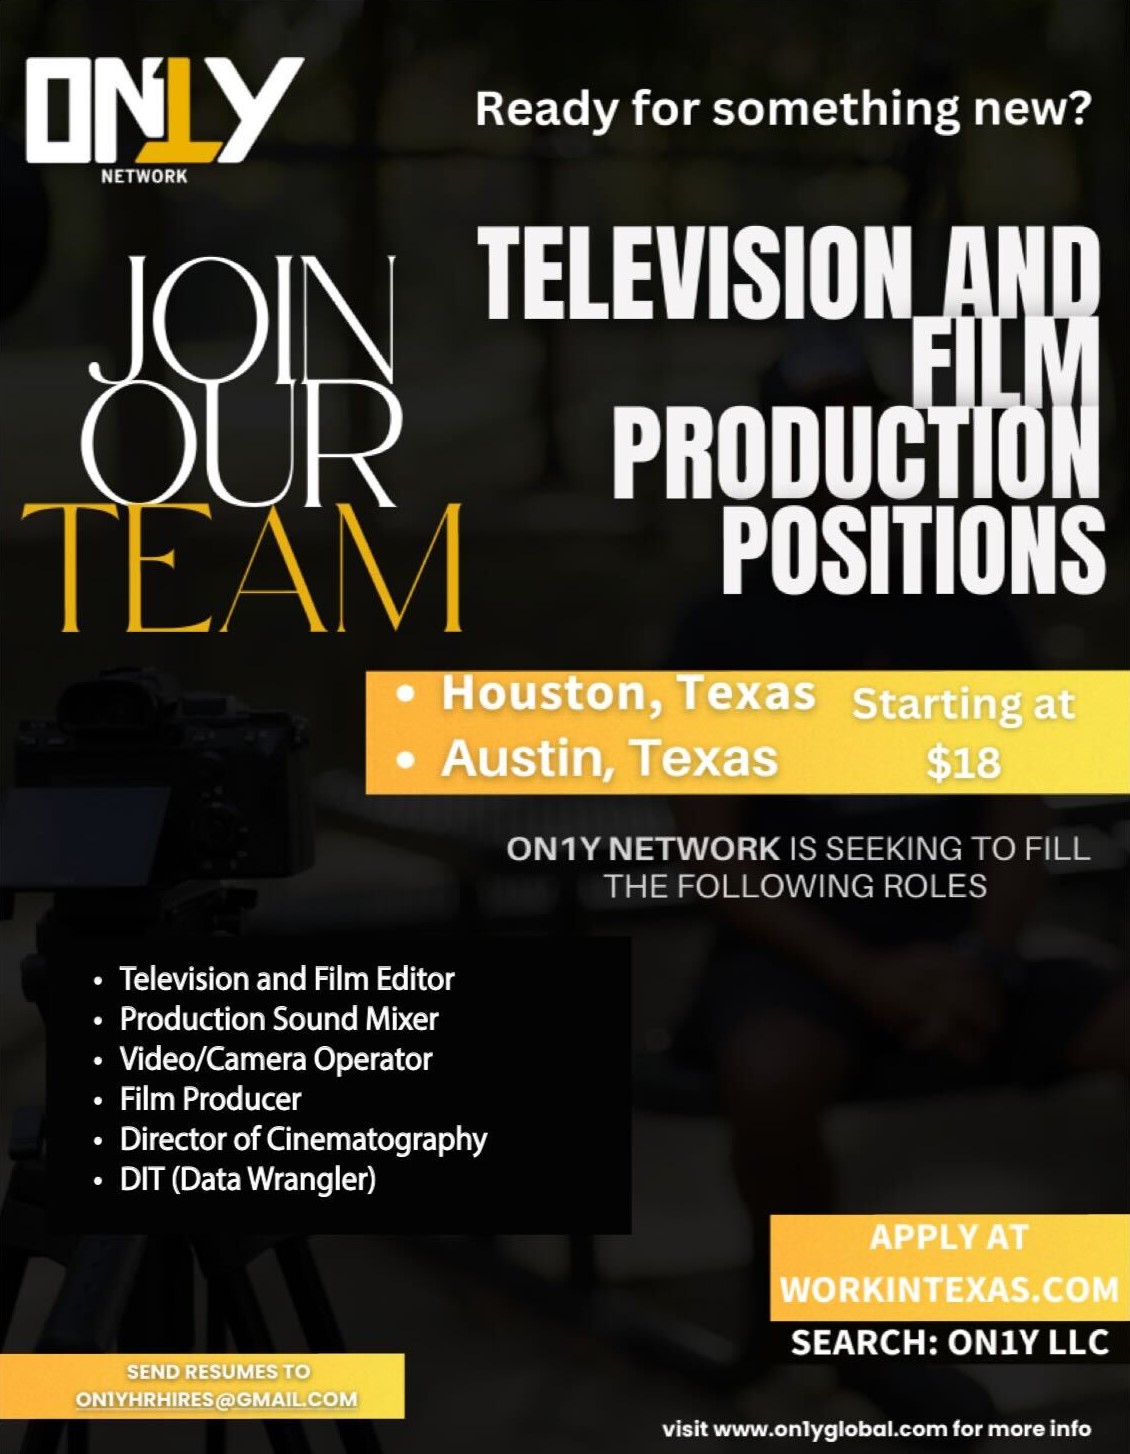 ON1Y
NETWORK
Ready for something new?
JOIN
OUR
TEAM
TELEVISION AND
FILM
PRODUCTION
POSITIONS
• Houston, Texas
• Austin, Texas
Starting at
$18
ON1Y NETWORK IS SEEKING TO FILL
THE FOLLOWING ROLES
• Television and Film Editor
• Production Sound Mixer
• Video/Camera Operator
• Film Producer
• Director of Cinematography
• DIT (Data Wrangler)
APPLY AT
WORKINTEXAS.COM
SEARCH: ON1Y LLC
SEND RESUMES TO
ON1YHRHIRES@GMAIL.COM
visit www.on1yglobal.com for more info